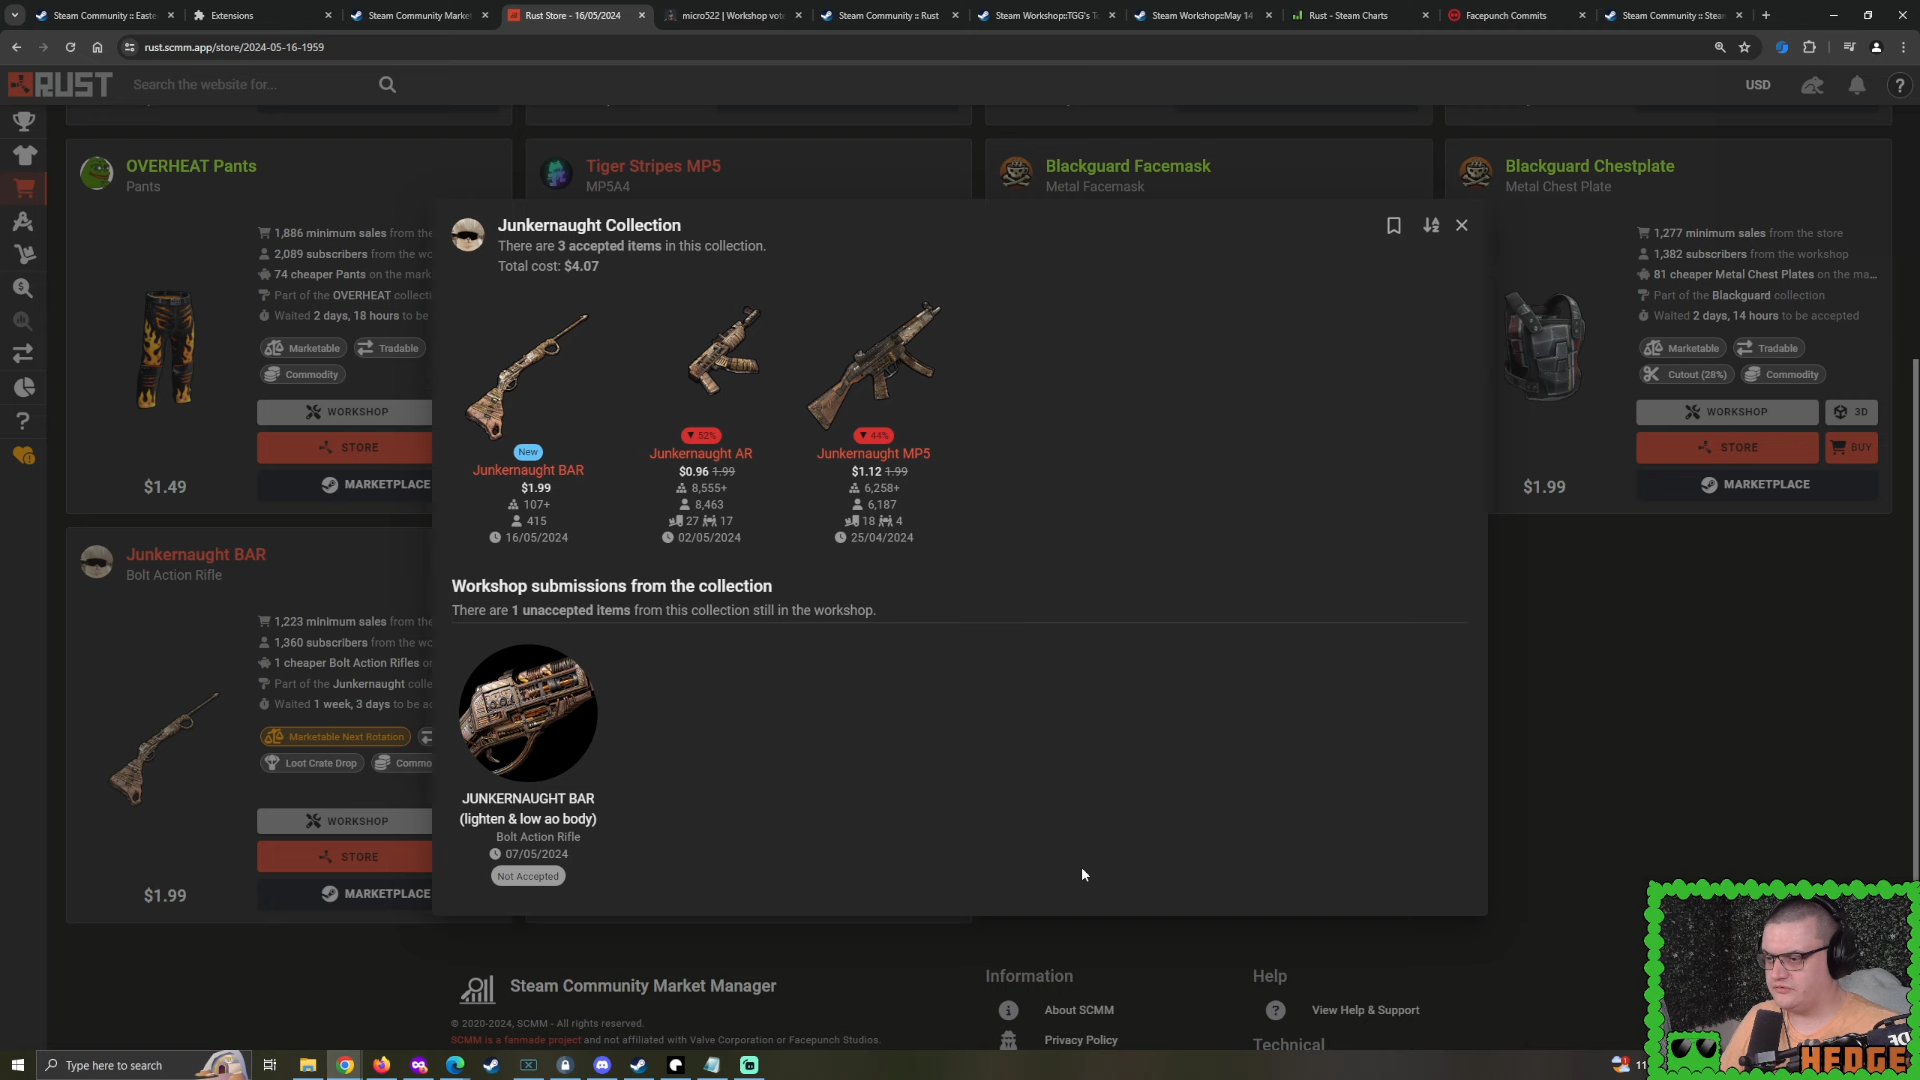 Steam Community :: Easte
Extensions
Steam Community Marke
Rust Store - 16/05/2024
micro522 | Workshop vote
Steam Community :: Rust
Steam Workshop::TGG's T
Steam Workshop::May 14
Rust - Steam Charts
Facepunch Commits
Steam Community :: Stea
rust.scmm.app/store/2024-05-16-1959
RUST
Search the website for...
USD
OVERHEAT Pants
Pants
1,886 minimum sales from the
2,089 subscribers from the wo
74 cheaper Pants on the mark
Part of the OVERHEAT collecti
Waited 2 days, 18 hours to be
Marketable
Tradable
Commodity
WORKSHOP
STORE
MARKETPLACE
$1.49
Tiger Stripes MP5
MP5A4
Blackguard Facemask
Metal Facemask
Blackguard Chestplate
Metal Chest Plate
1,277 minimum sales from the store
1,382 subscribers from the workshop
81 cheaper Metal Chest Plates on the ma...
Part of the Blackguard collection
Waited 2 days, 14 hours to be accepted
Marketable
Tradable
Cutout (28%)
Commodity
WORKSHOP
3D
STORE
BUY
MARKETPLACE
$1.99
Junkernaught Collection
There are 3 accepted items in this collection.
Total cost: $4.07
New
Junkernaught BAR
$1.99
107+
415
16/05/2024
▼ 52%
Junkernaught AR
$0.96 1.99
8,555+
8,463
27 17
02/05/2024
▼ 44%
Junkernaught MP5
$1.12 1.99
6,258+
6,187
18 4
25/04/2024
Workshop submissions from the collection
There are 1 unaccepted items from this collection still in the workshop.
JUNKERNAUGHT BAR
(lighten & low ao body)
Bolt Action Rifle
07/05/2024
Not Accepted
Junkernaught BAR
Bolt Action Rifle
1,223 minimum sales from the
1,360 subscribers from the wo
1 cheaper Bolt Action Rifles o
Part of the Junkernaught colle
Waited 1 week, 3 days to be a
Marketable Next Rotation
Loot Crate Drop
Commo
WORKSHOP
STORE
MARKETPLACE
$1.99
Steam Community Market Manager
© 2020-2024, SCMM - All rights reserved.
SCMM is a fanmade project and not affiliated with Valve Corporation or Facepunch Studios.
Information
About SCMM
Privacy Policy
Help
View Help & Support
Technical
Type here to search
HEDGE